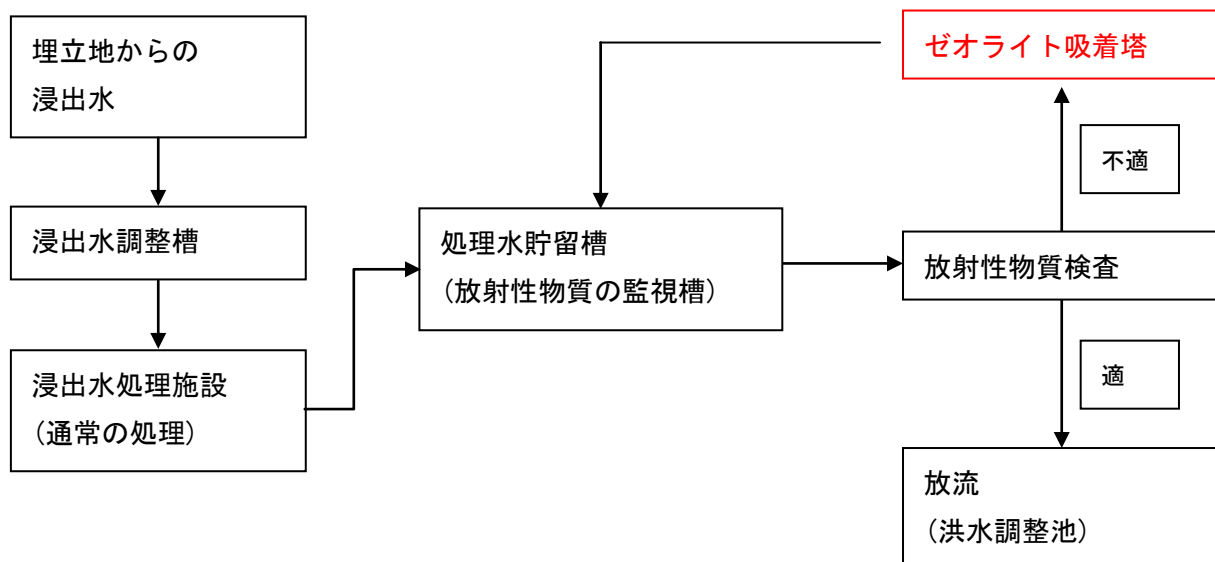 埋立地からの
浸出水
浸出水調整槽
浸出水処理施設
（通常の処理）
処理水貯留槽
（放射性物質の監視槽）
ゼオライト吸着塔
不適
放射性物質検査
適
放流
（洪水調整池）